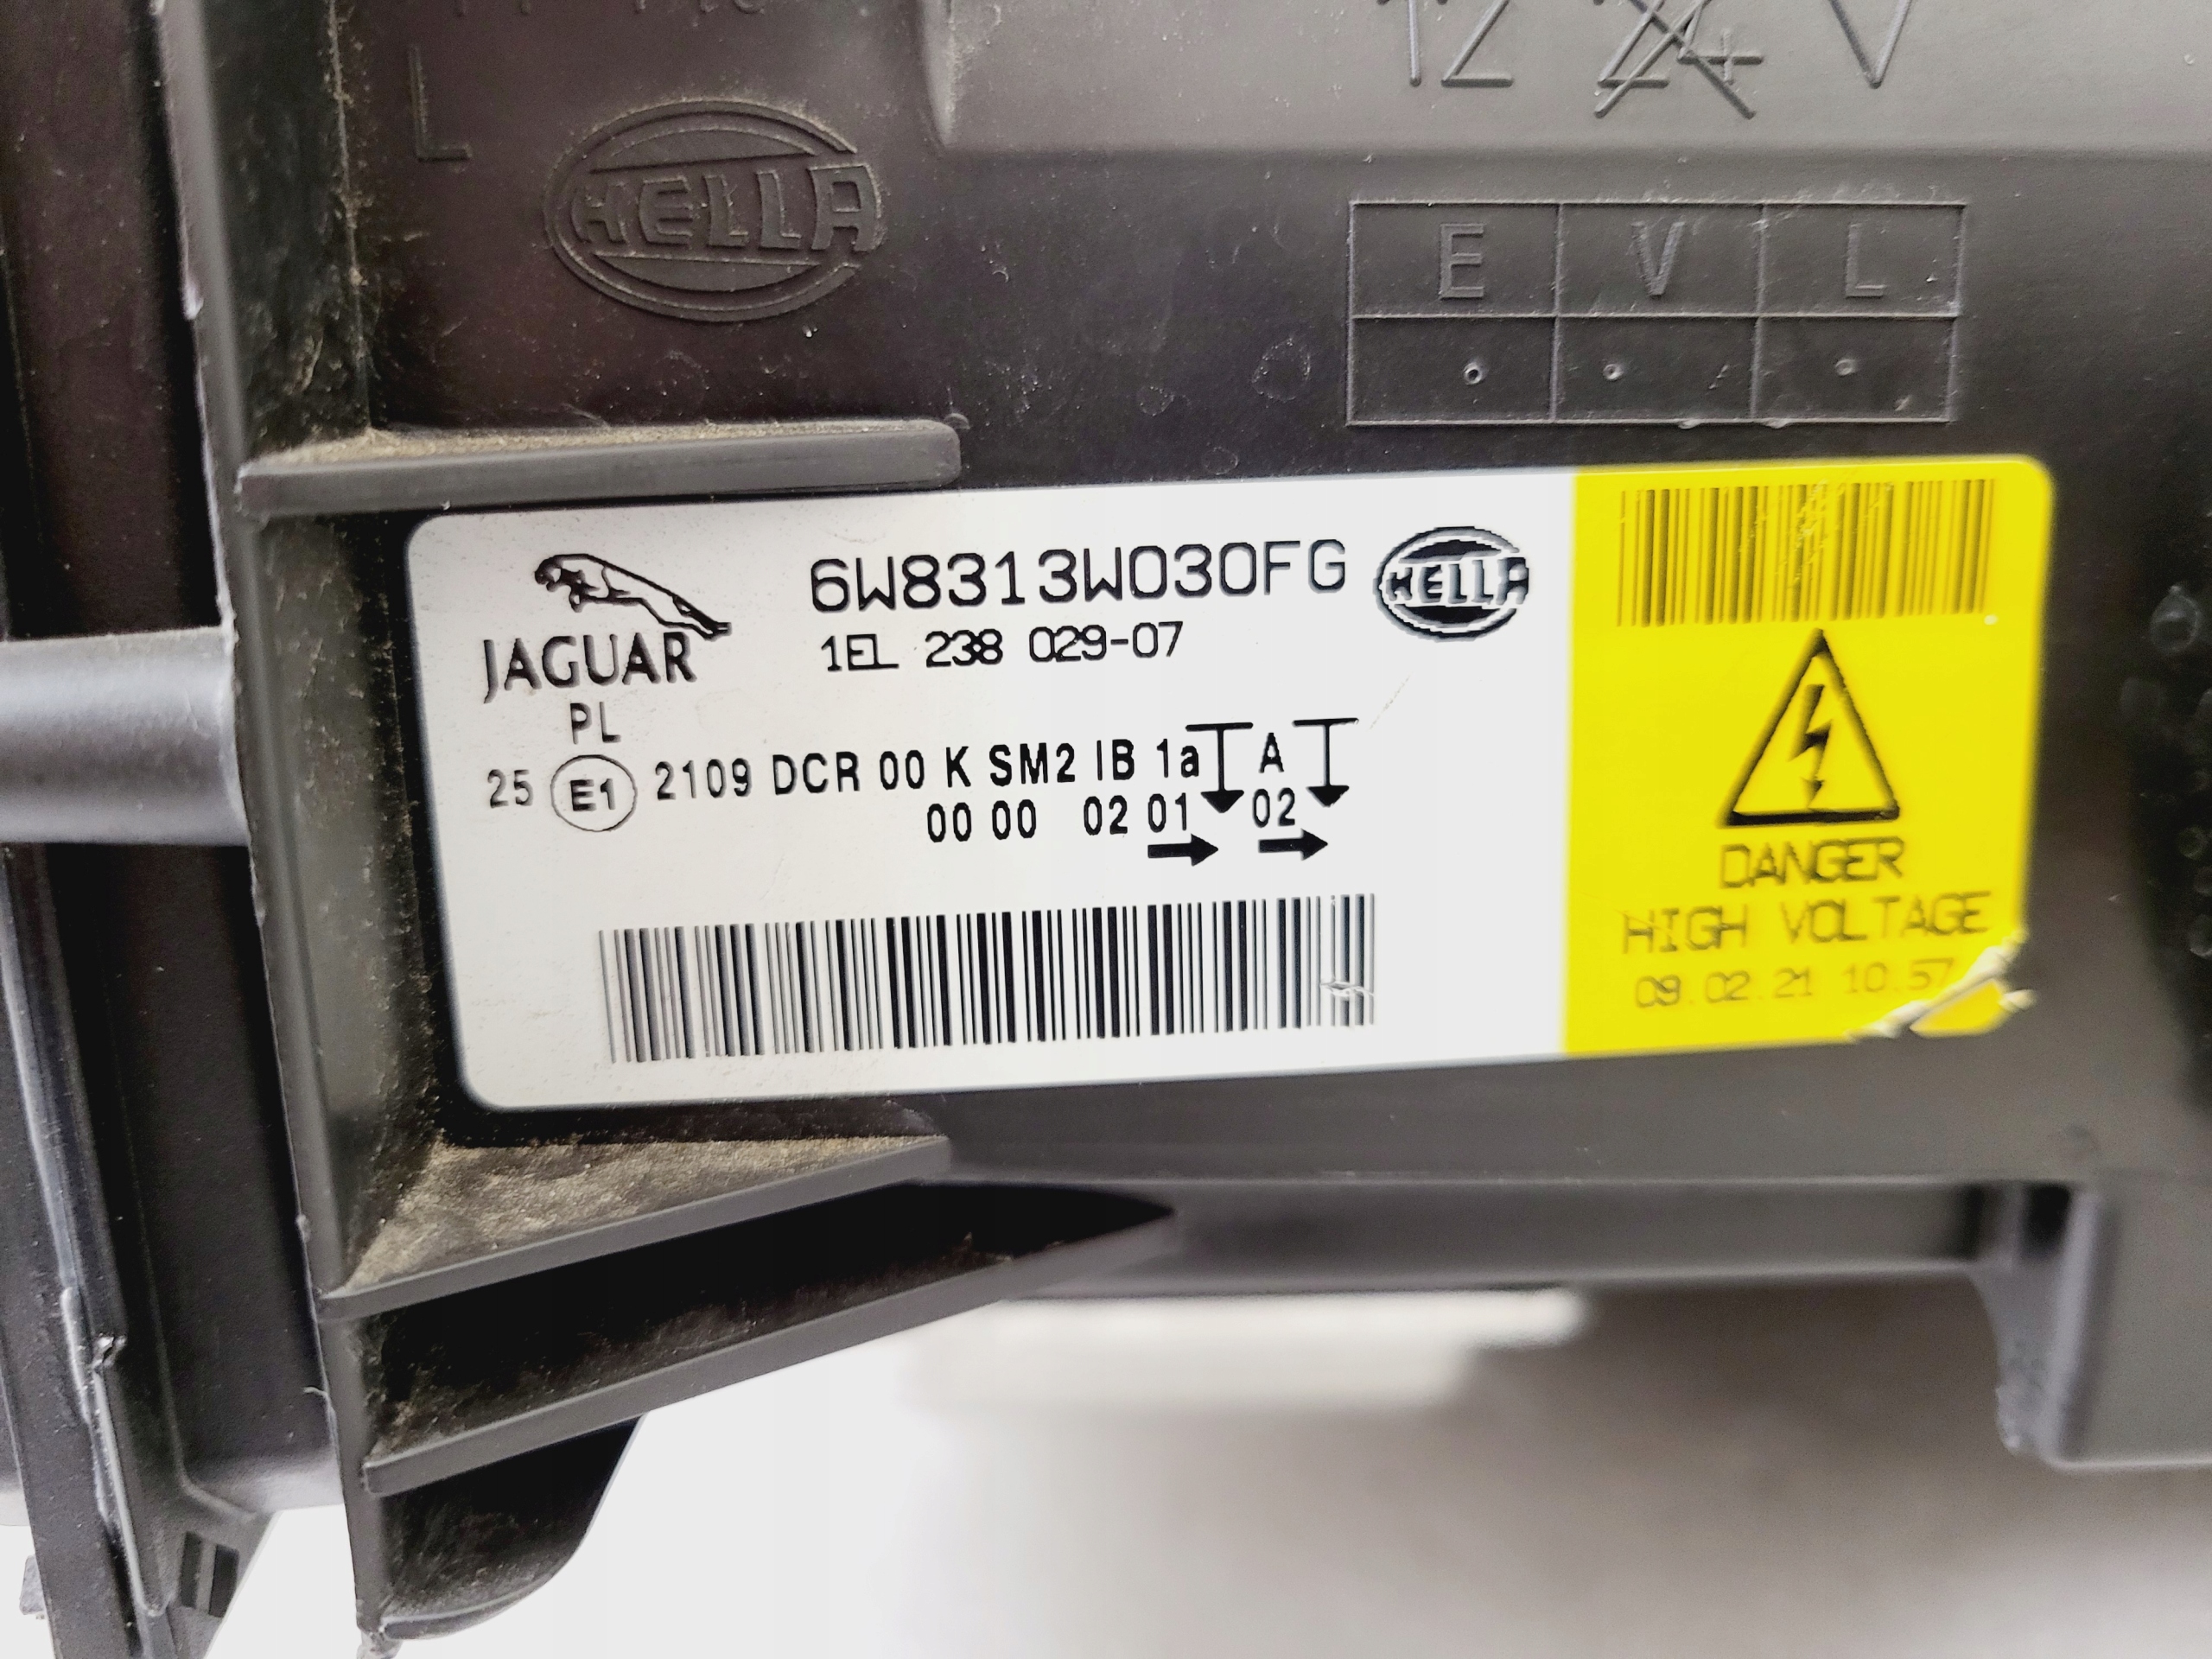 12 24 V
L
HELLA
E V L
6W8313W030FG
HELLA
JAGUAR
1EL 238 029-07
PL
25 E1 2109 DCR 00 K SM2 IB 1a A
00 00 02 01 02
DANGER
HIGH VOLTAGE
09.02.21 10.57